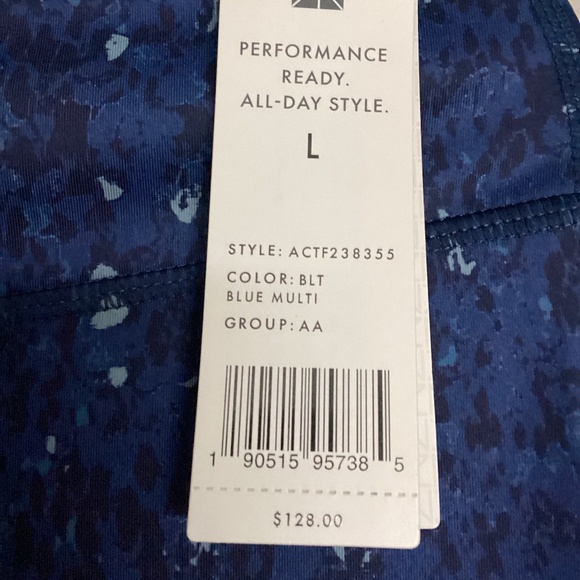 PERFORMANCE
READY.
ALL-DAY STYLE.
L
STYLE: ACTF238355
COLOR: BLT
BLUE MULTI
GROUP: AA
1 90515 95738 5
$128.00